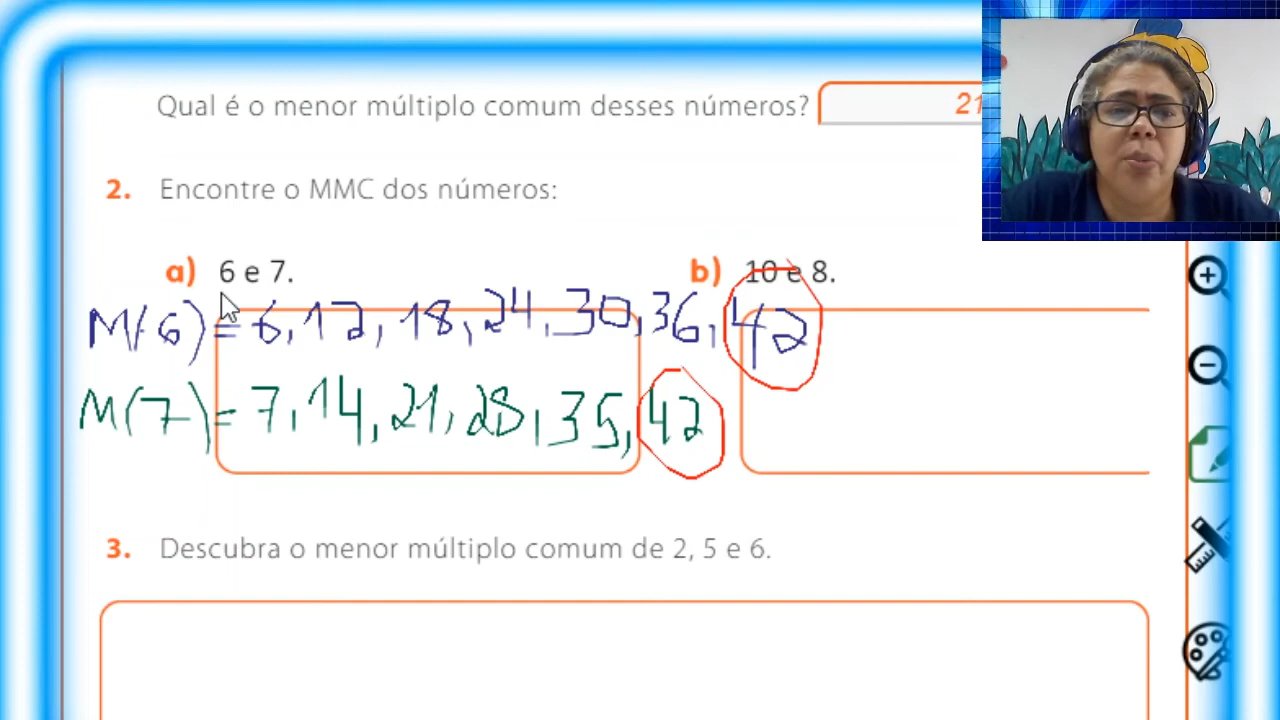 Qual é o menor múltiplo comum desses números? 21
2. Encontre o MMC dos números:
a) 6 e 7. b) 10 e 8.
M(6) = 6, 12, 18, 24, 30, 36, 42
M(7) = 7, 14, 21, 28, 35, 42
3. Descubra o menor múltiplo comum de 2, 5 e 6.